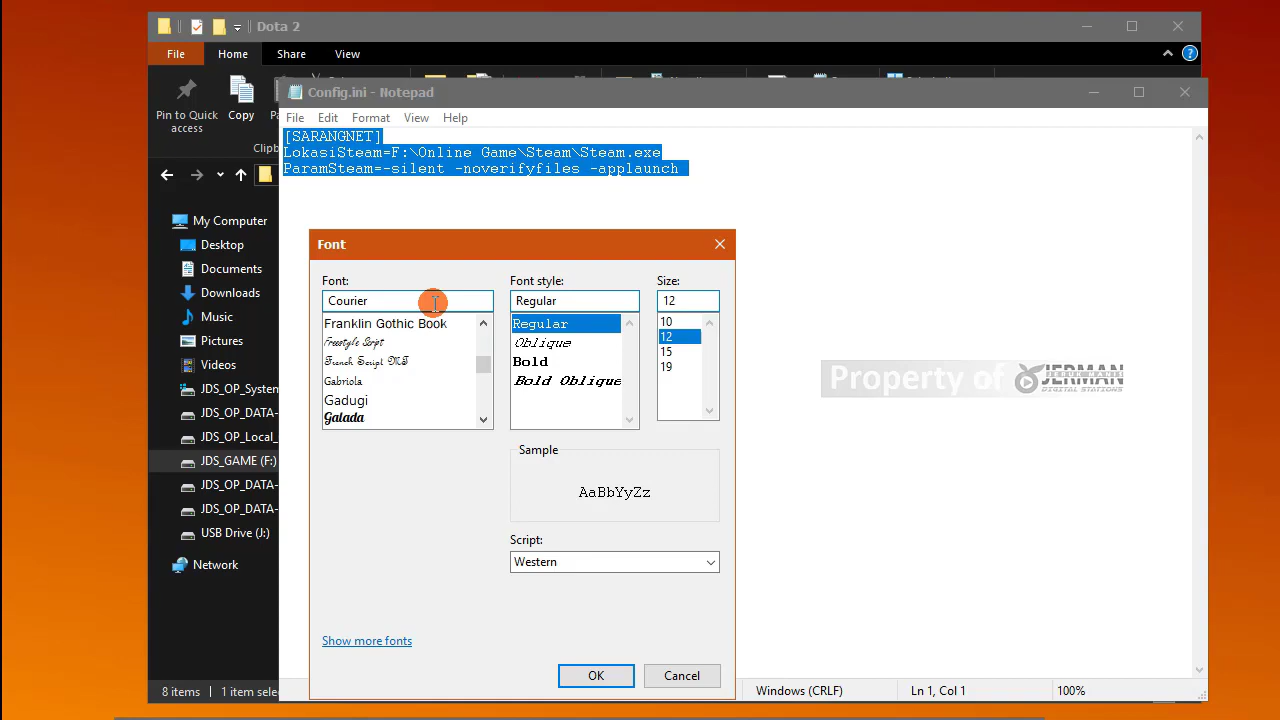 Dota 2
File Home Share View
Config.ini - Notepad
Pin to Quick access
Copy
File Edit Format View Help
[SARANGNET]
LokasiSteam=F:\Online Game\Steam\Steam.exe
ParamSteam=-silent -noverifyfiles -applaunch
My Computer
Desktop
Documents
Downloads
Music
Pictures
Videos
JDS_OP_System
JDS_OP_DATA-
JDS_OP_Local_
JDS_GAME (F:)
JDS_OP_DATA-
JDS_OP_DATA-
USB Drive (J:)
Network
Font
Font: Font style: Size:
Courier Regular 12
Franklin Gothic Book
Freestyle Script
French Script MT
Gabriola
Gadugi
Galada
Regular
Oblique
Bold
Bold Oblique
10
12
15
19
Sample
AaBbYyZz
Script:
Western
Show more fonts
OK Cancel
Property of JERMAN
DIGITAL STATIONS
8 items 1 item sele
Windows (CRLF) Ln 1, Col 1 100%